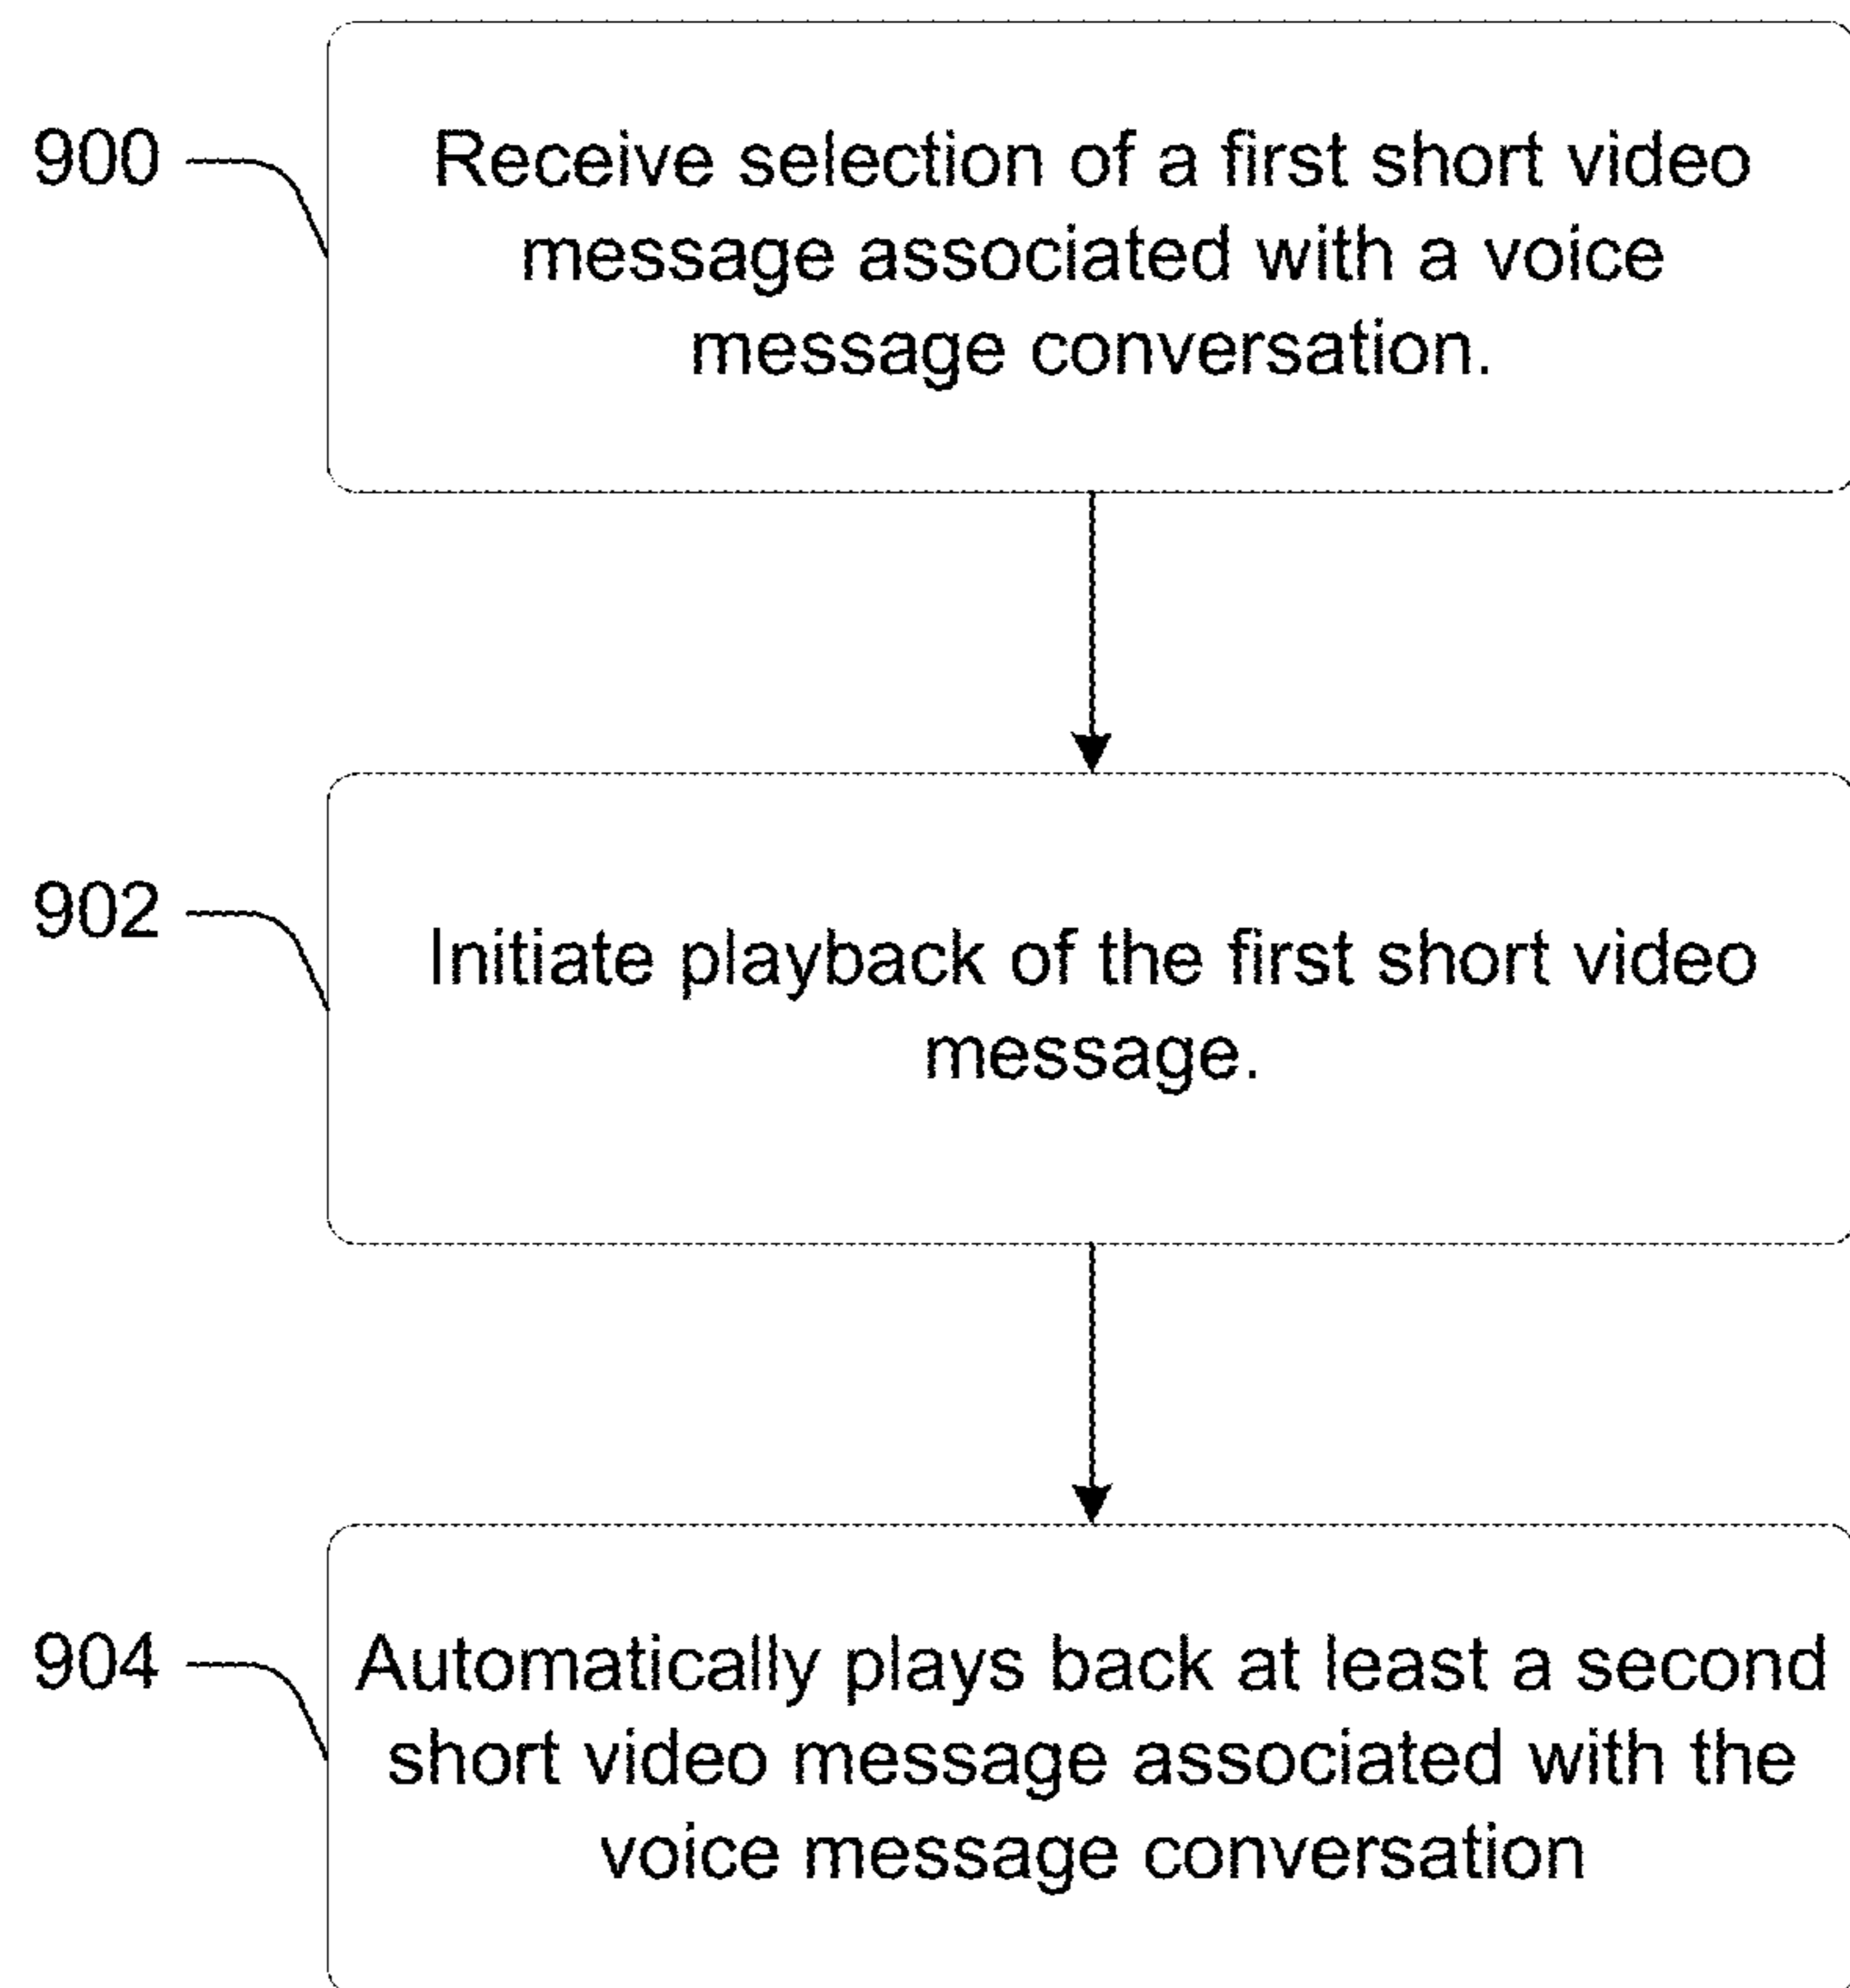 900
Receive selection of a first short video
message associated with a voice
message conversation.
902
Initiate playback of the first short video
message.
904
Automatically plays back at least a second
short video message associated with the
voice message conversation